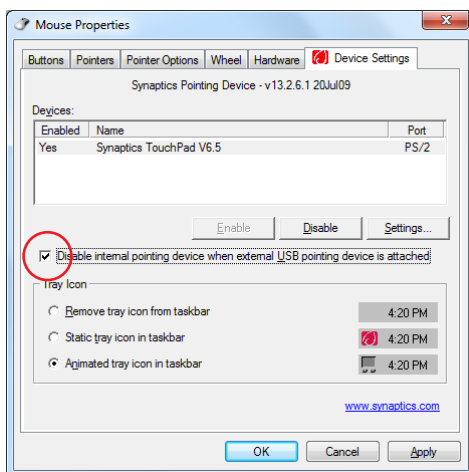 Mouse Properties
Buttons Pointers Pointer Options Wheel Hardware Device Settings
Synaptics Pointing Device - v13.2.6.1 20Jul09
Devices:
Enabled Name Port
Yes Synaptics TouchPad V6.5 PS/2
Enable Disable Settings...
Disable internal pointing device when external USB pointing device is attached
Tray Icon
Remove tray icon from taskbar 4:20 PM
Static tray icon in taskbar 4:20 PM
Animated tray icon in taskbar 4:20 PM
www.synaptics.com
OK Cancel Apply